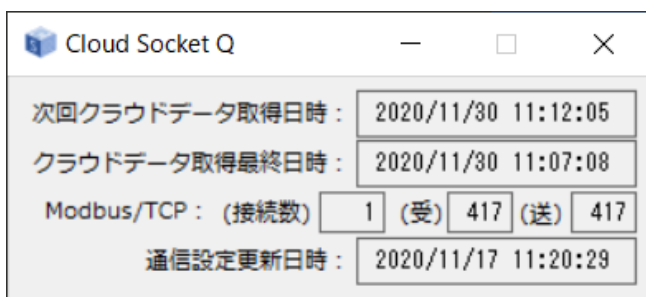 Cloud Socket Q
次回クラウドデータ取得日時： 2020/11/30 11:12:05
クラウドデータ取得最終日時： 2020/11/30 11:07:08
Modbus/TCP： (接続数) 1 (受) 417 (送) 417
通信設定更新日時： 2020/11/17 11:20:29